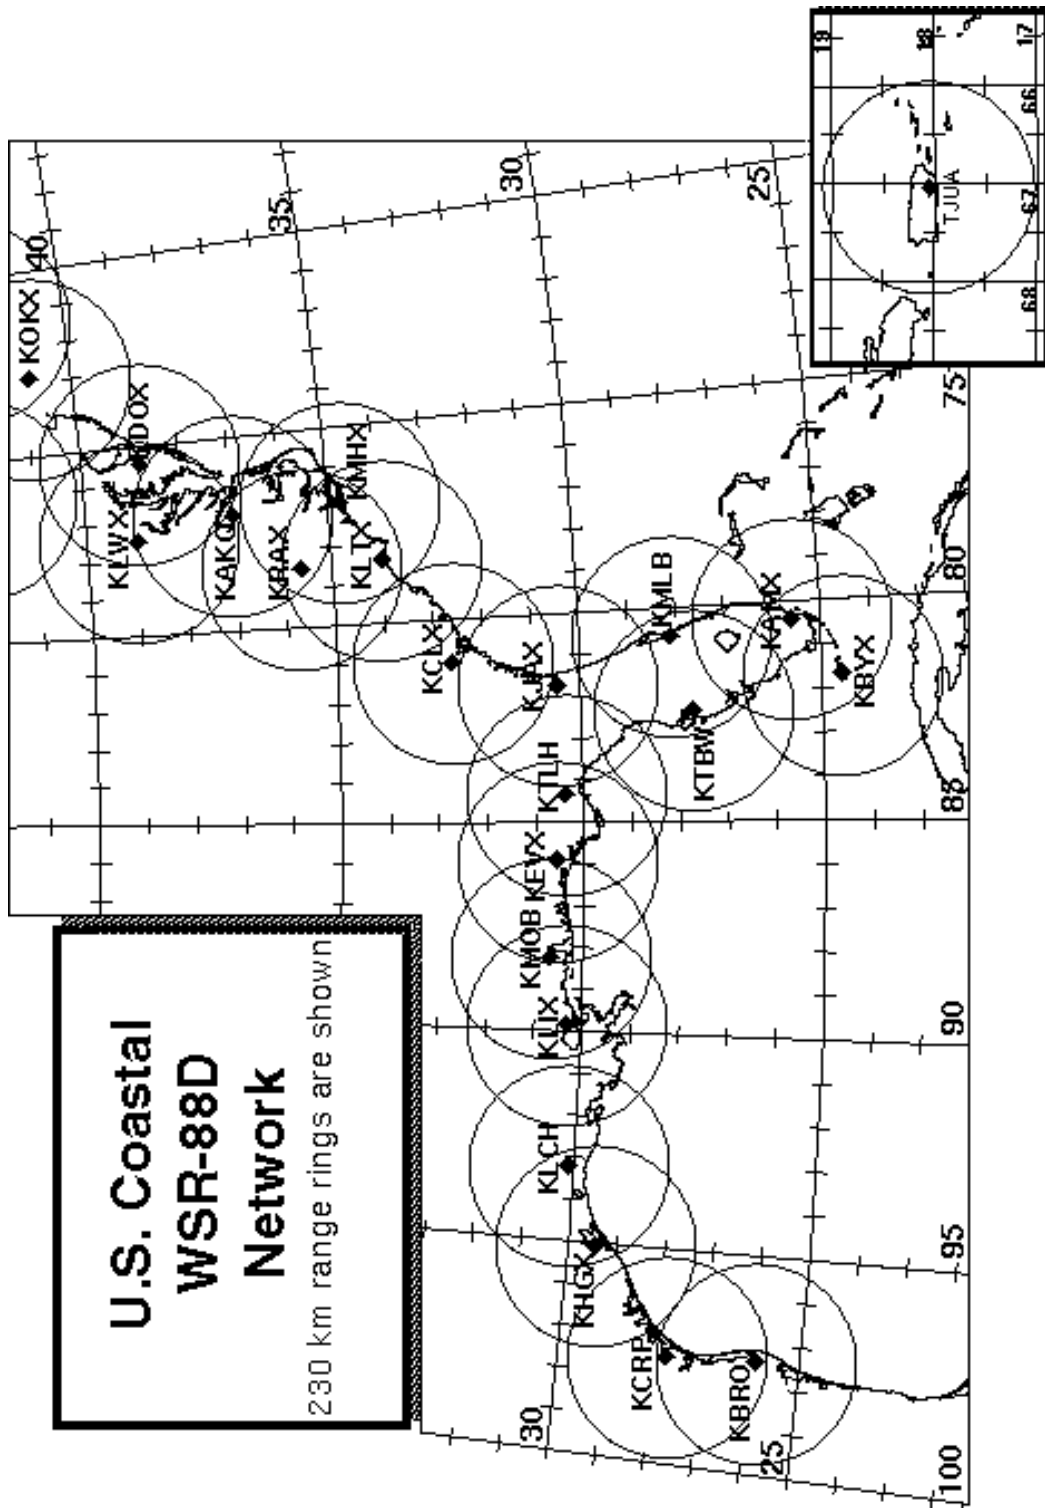 U.S. Coastal
WSR-88D
Network
230 km range rings are shown
KOKX
40
KDOX
KLWX
KAKQ
KRAX
35
KMHX
KLTX
KCLX
KJAX
KTLH
KEVX
KMOB
KLIX
KLCH
KHGX
30
30
KCRP
KMLB
KTBW
KBRO
KAMX
25
25
KBYX
100
95
90
85
80
75
19
18
17
TJUA
68
67
66